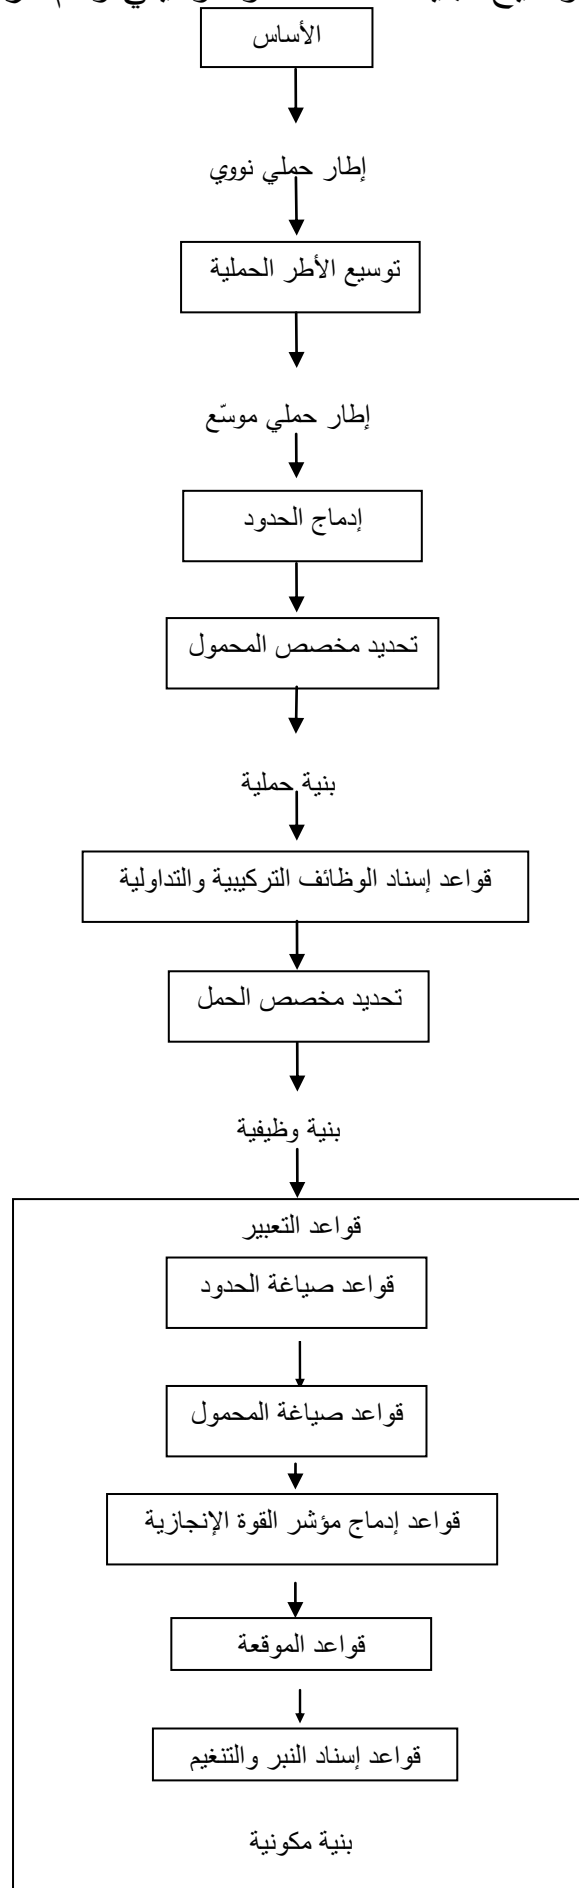 الأساس
إطار حملي نووي
توسيع الأطر الحملية
إطار حملي موسّع
إدماج الحدود
تحديد مخصص المحمول
بنية حملية
قواعد إسناد الوظائف التركيبية والتداولية
تحديد مخصص الحمل
بنية وظيفية
قواعد التعبير
قواعد صياغة الحدود
قواعد صياغة المحمول
قواعد إدماج مؤشر القوة الإنجازية
قواعد الموقعة
قواعد إسناد النبر والتنغيم
بنية مكونية